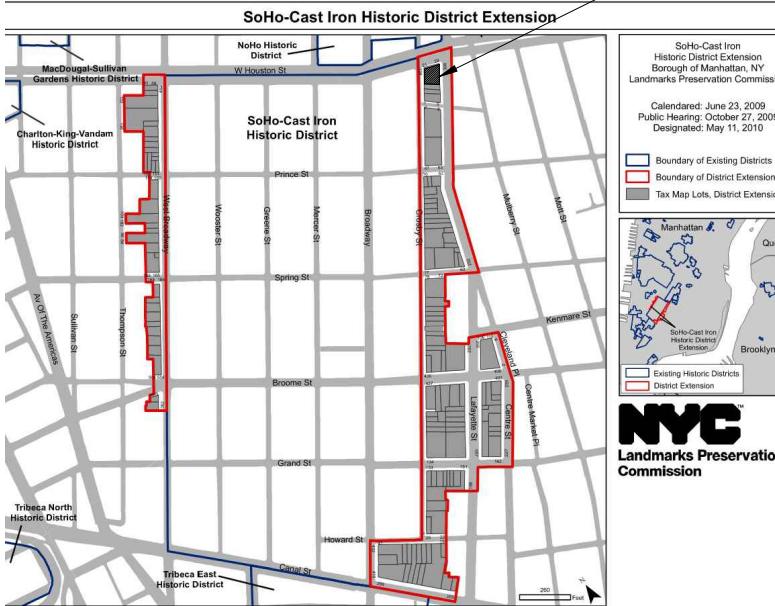 SoHo-Cast Iron Historic District Extension
MacDougal-Sullivan
Gardens Historic District
NoHo Historic
District
W Houston St
Charlton-King-Vandam
Historic District
SoHo-Cast Iron
Historic District
Prince St
West Broadway
Wooster St
Greene St
Mercer St
Broadway
Crosby St
Mulberry St
Mott St
Spring St
Av Of The Americas
Sullivan St
Thompson St
Kenmare St
Cleveland Pl
Broome St
Lafayette St
Centre St
Centre Market Pl
Grand St
Tribeca North
Historic District
Howard St
Canal St
Tribeca East
Historic District
260
Feet
N
SoHo-Cast Iron
Historic District Extension
Borough of Manhattan, NY
Landmarks Preservation Commiss
Calendared: June 23, 2009
Public Hearing: October 27, 2009
Designated: May 11, 2010
Boundary of Existing Districts
Boundary of District Extension
Tax Map Lots, District Extensio
Manhattan
Que
SoHo-Cast Iron
Historic District
Extension
Brooklyn
Existing Historic Districts
District Extension
NYC
Landmarks Preservatio
Commission